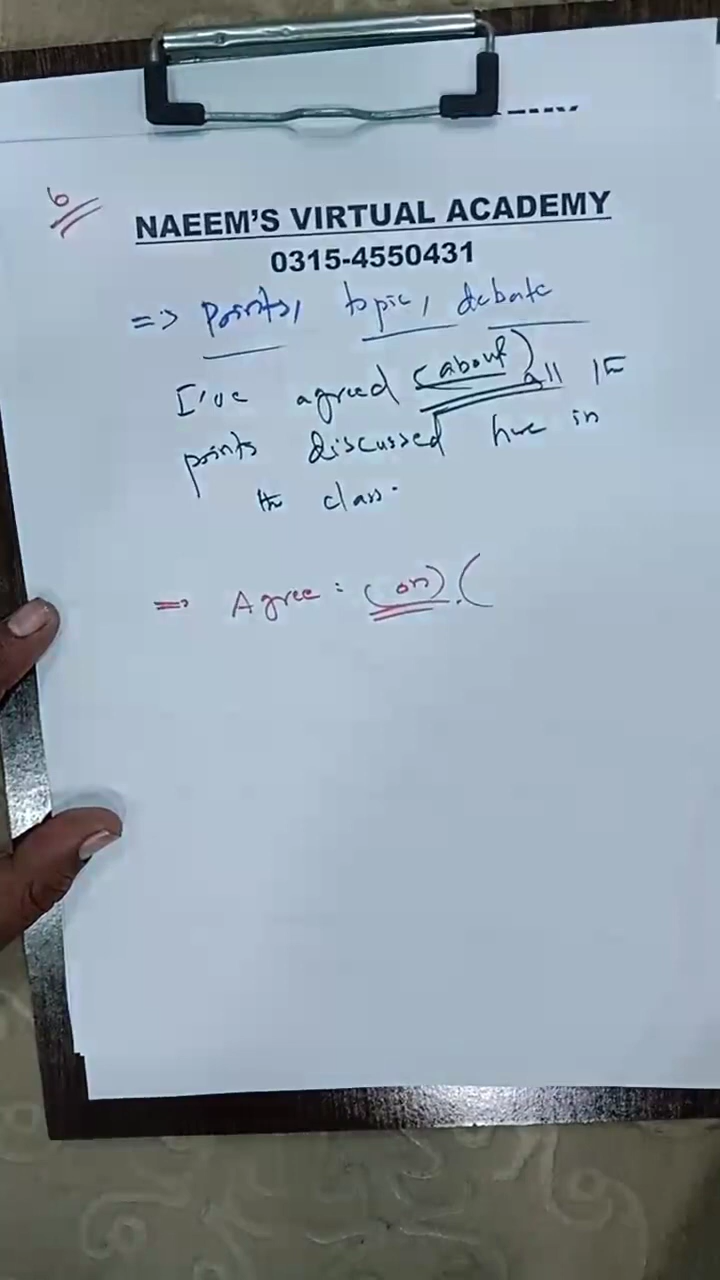 6
NAEEM'S VIRTUAL ACADEMY
0315-4550431
=> Points, topic, debate
I've agreed (about) all the
points discussed here in
the class.
=> Agree : (on). (